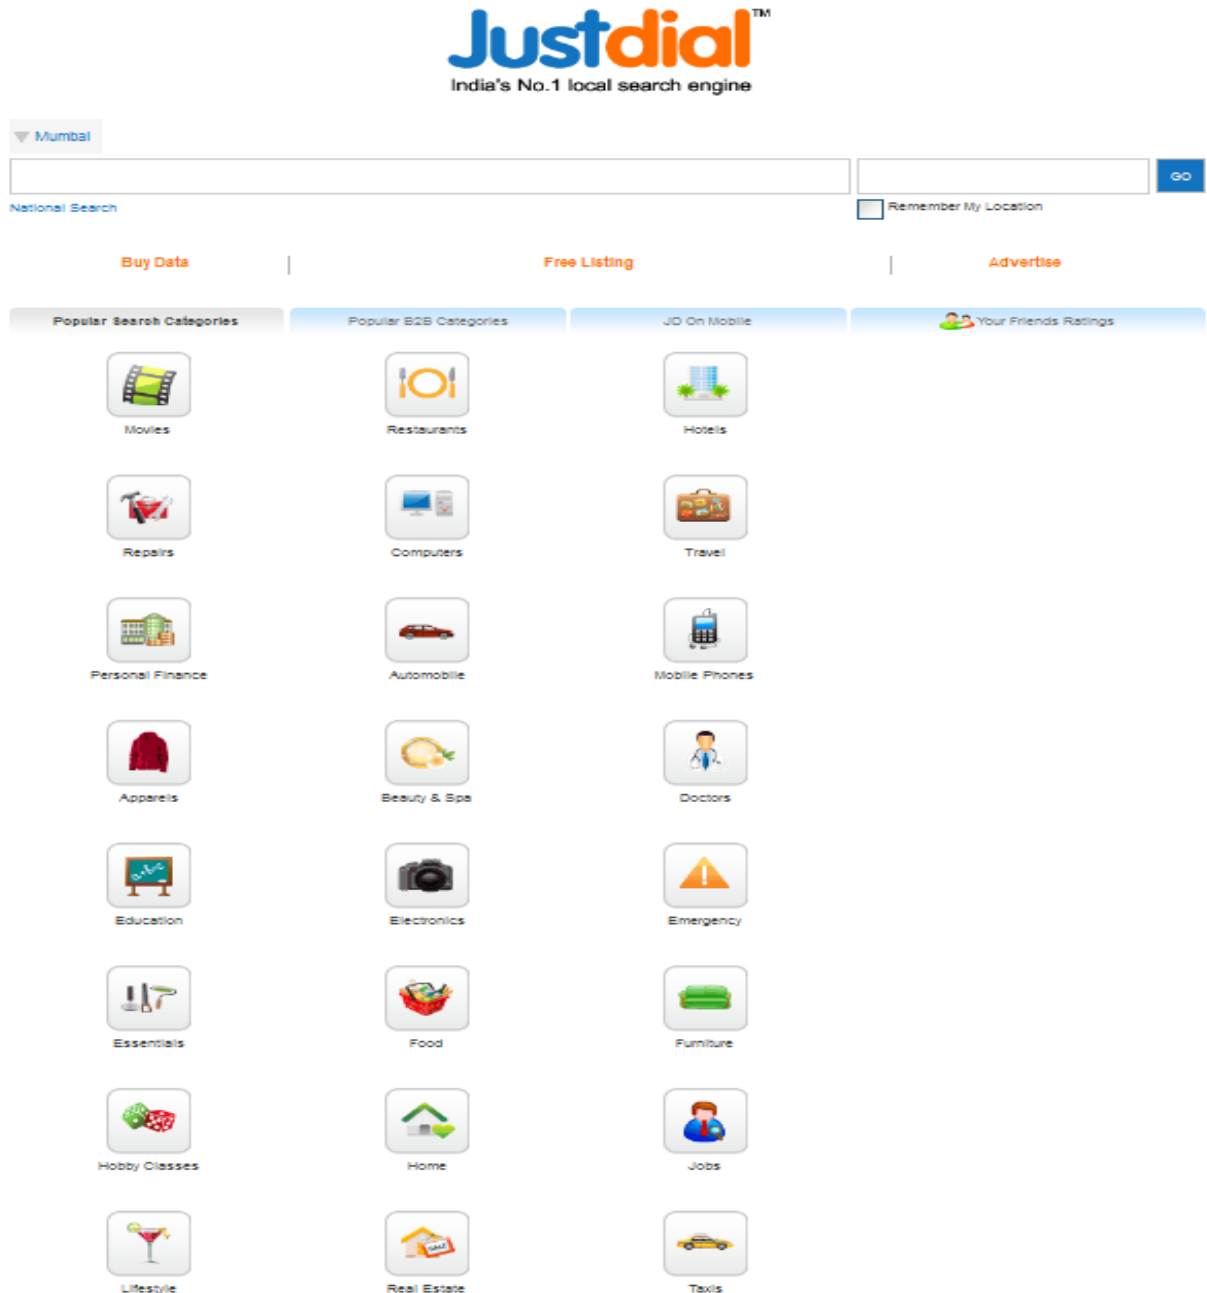 Justdial™
India's No.1 local search engine
Mumbai
GO
National Search
Remember My Location
Buy Data | Free Listing | Advertise
Popular Search Categories Popular B2B Categories JD On Mobile Your Friends Ratings
Movies Restaurants Hotels
Repairs Computers Travel
Personal Finance Automobile Mobile Phones
Apparels Beauty & Spa Doctors
Education Electronics Emergency
Essentials Food Furniture
Hobby Classes Home Jobs
SALE
Lifestyle Real Estate Taxis